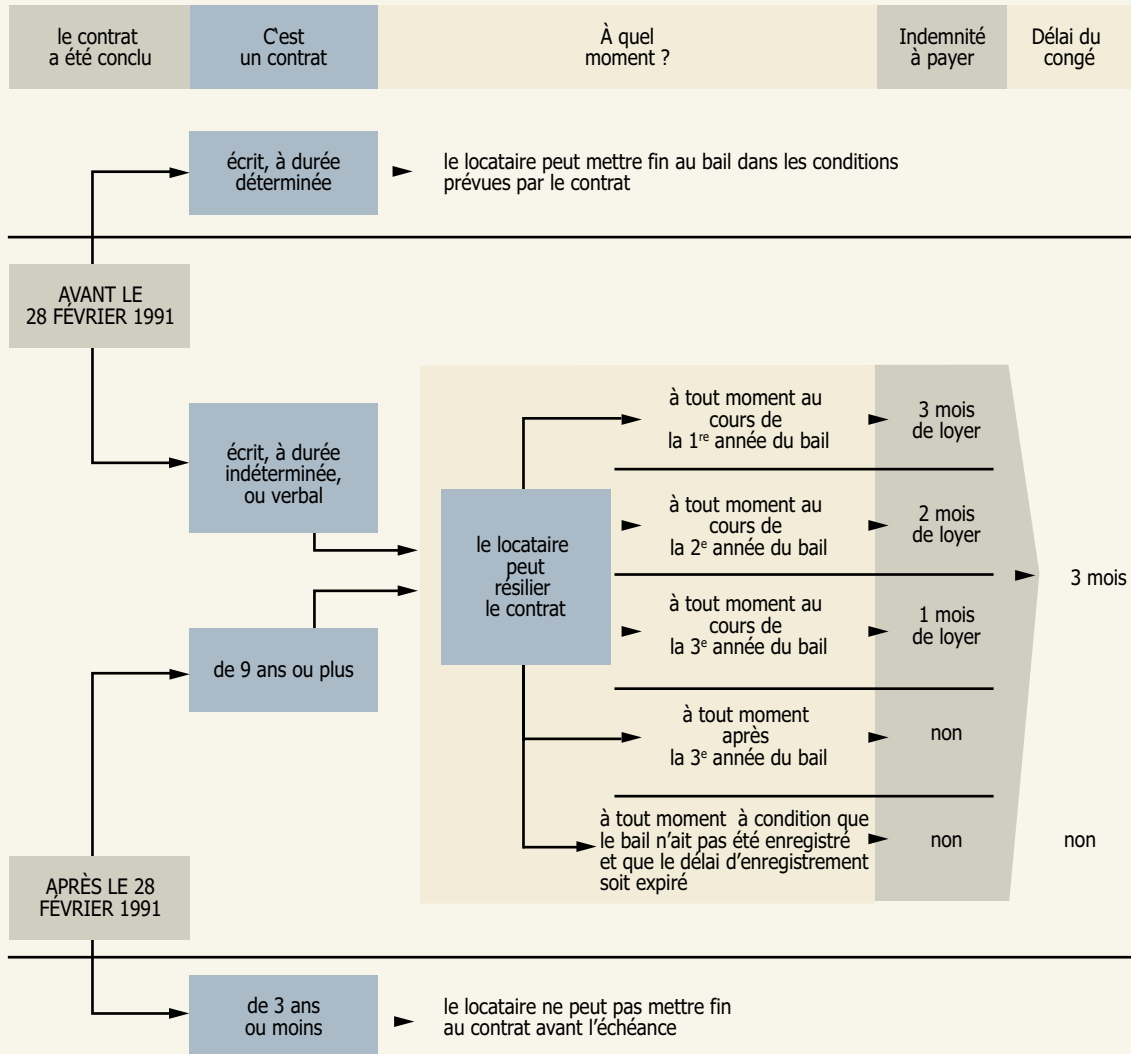 le contrat
a été conclu
C'est
un contrat
À quel
moment ?
Indemnité
à payer
Délai du
congé
écrit, à durée
déterminée
le locataire peut mettre fin au bail dans les conditions
prévues par le contrat
AVANT LE
28 FÉVRIER 1991
écrit, à durée
indéterminée,
ou verbal
le locataire
peut
résilier
le contrat
à tout moment au
cours de
la 1re année du bail
3 mois
de loyer
à tout moment au
cours de
la 2e année du bail
2 mois
de loyer
3 mois
à tout moment au
cours de
la 3e année du bail
1 mois
de loyer
de 9 ans ou plus
à tout moment
après
la 3e année du bail
non
à tout moment à condition que
le bail n'ait pas été enregistré
et que le délai d'enregistrement
soit expiré
non
non
APRÈS LE 28
FÉVRIER 1991
de 3 ans
ou moins
le locataire ne peut pas mettre fin
au contrat avant l'échéance